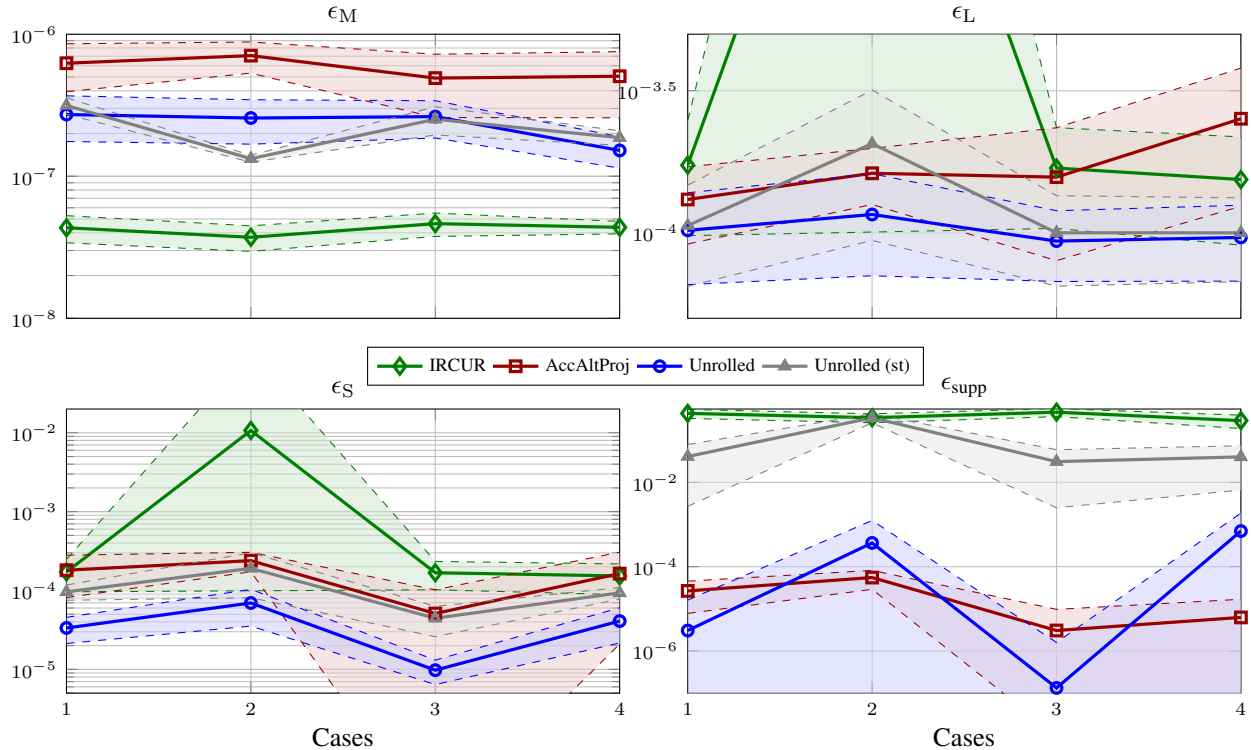 ϵM
ϵL
10^-6
10^-7
10^-8
10^-3.5
10^-4
IRCUR
AccAltProj
Unrolled
Unrolled (st)
ϵS
ϵsupp
10^-2
10^-3
10^-4
10^-5
10^-2
10^-4
10^-6
1 2 3 4
1 2 3 4
Cases
Cases